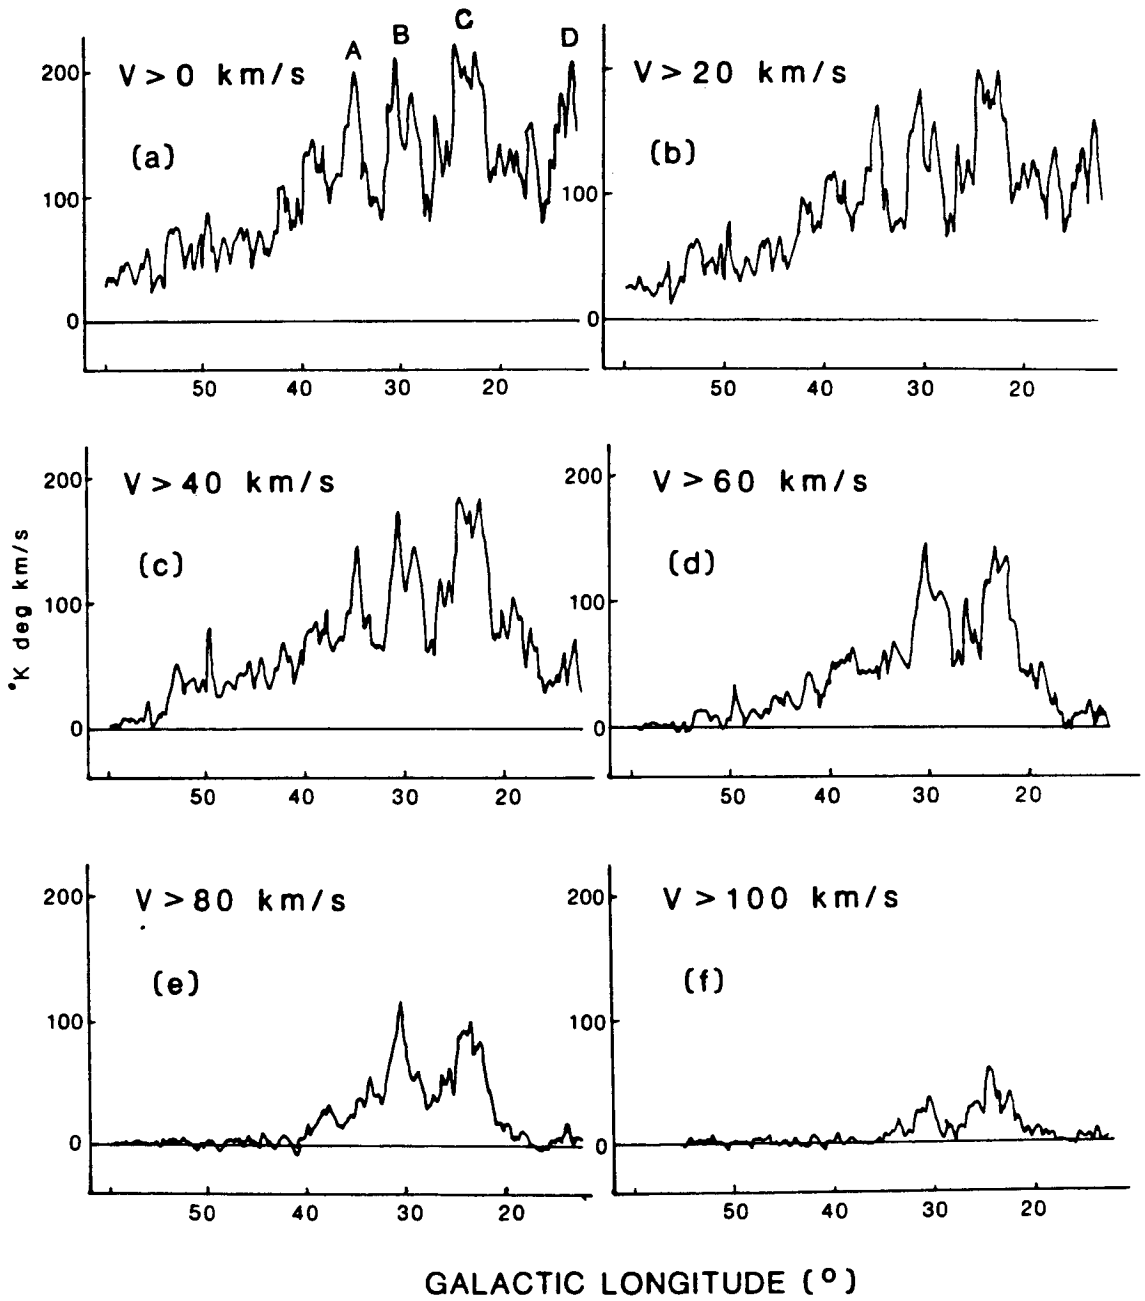 A B C D
V > 0 km/s
(a)
200
100
0
50 40 30 20
V > 20 km/s
(b)
100
0
50 40 30 20
V > 40 km/s
(c)
200
100
0
50 40 30 20
V > 60 km/s
(d)
200
100
0
50 40 30 20
°K deg km/s
V > 80 km/s
(e)
200
100
0
50 40 30 20
V > 100 km/s
(f)
200
100
0
50 40 30 20
GALACTIC LONGITUDE (°)